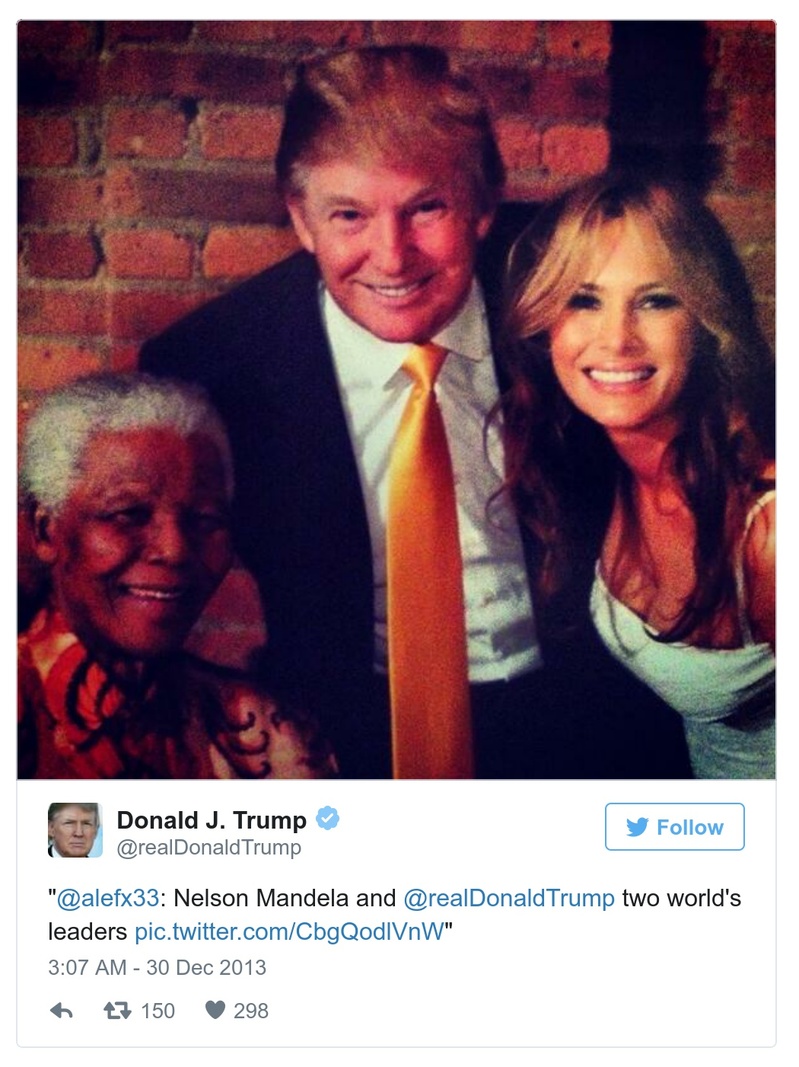 Donald J. Trump
@realDonaldTrump
Follow
"@alefx33: Nelson Mandela and @realDonaldTrump two world's
leaders pic.twitter.com/CbgQodlVnW"
3:07 AM - 30 Dec 2013
150 298